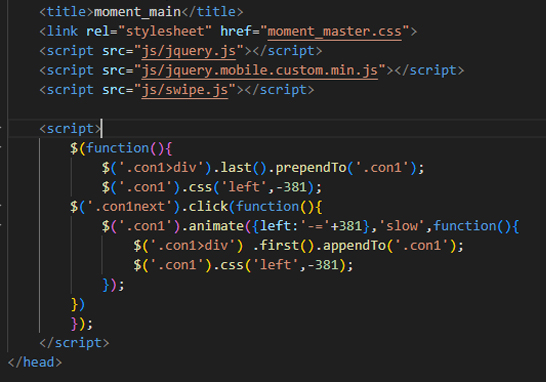 <title>moment_main</title>
<link rel="stylesheet" href="moment_master.css">
<script src="js/jquery.js"></script>
<script src="js/jquery.mobile.custom.min.js"></script>
<script src="js/swipe.js"></script>
<script>
$(function(){
$('.con1>div').last().prependTo('.con1');
$('.con1').css('left',-381);
$('.con1next').click(function(){
$('.con1').animate({left:'-='+381},'slow',function(){
$('.con1>div') .first().appendTo('.con1');
$('.con1').css('left',-381);
});
})
});
</script>
</head>